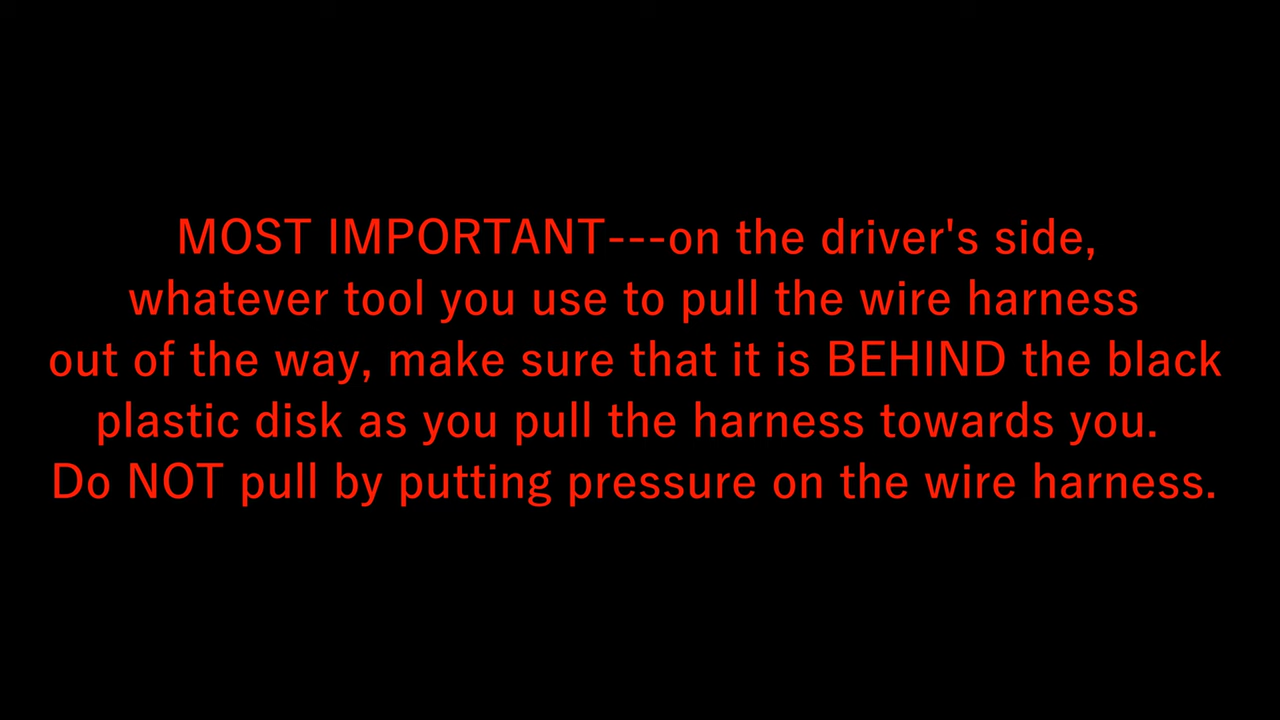 MOST IMPORTANT---on the driver's side,
whatever tool you use to pull the wire harness
out of the way, make sure that it is BEHIND the black
plastic disk as you pull the harness towards you.
Do NOT pull by putting pressure on the wire harness.